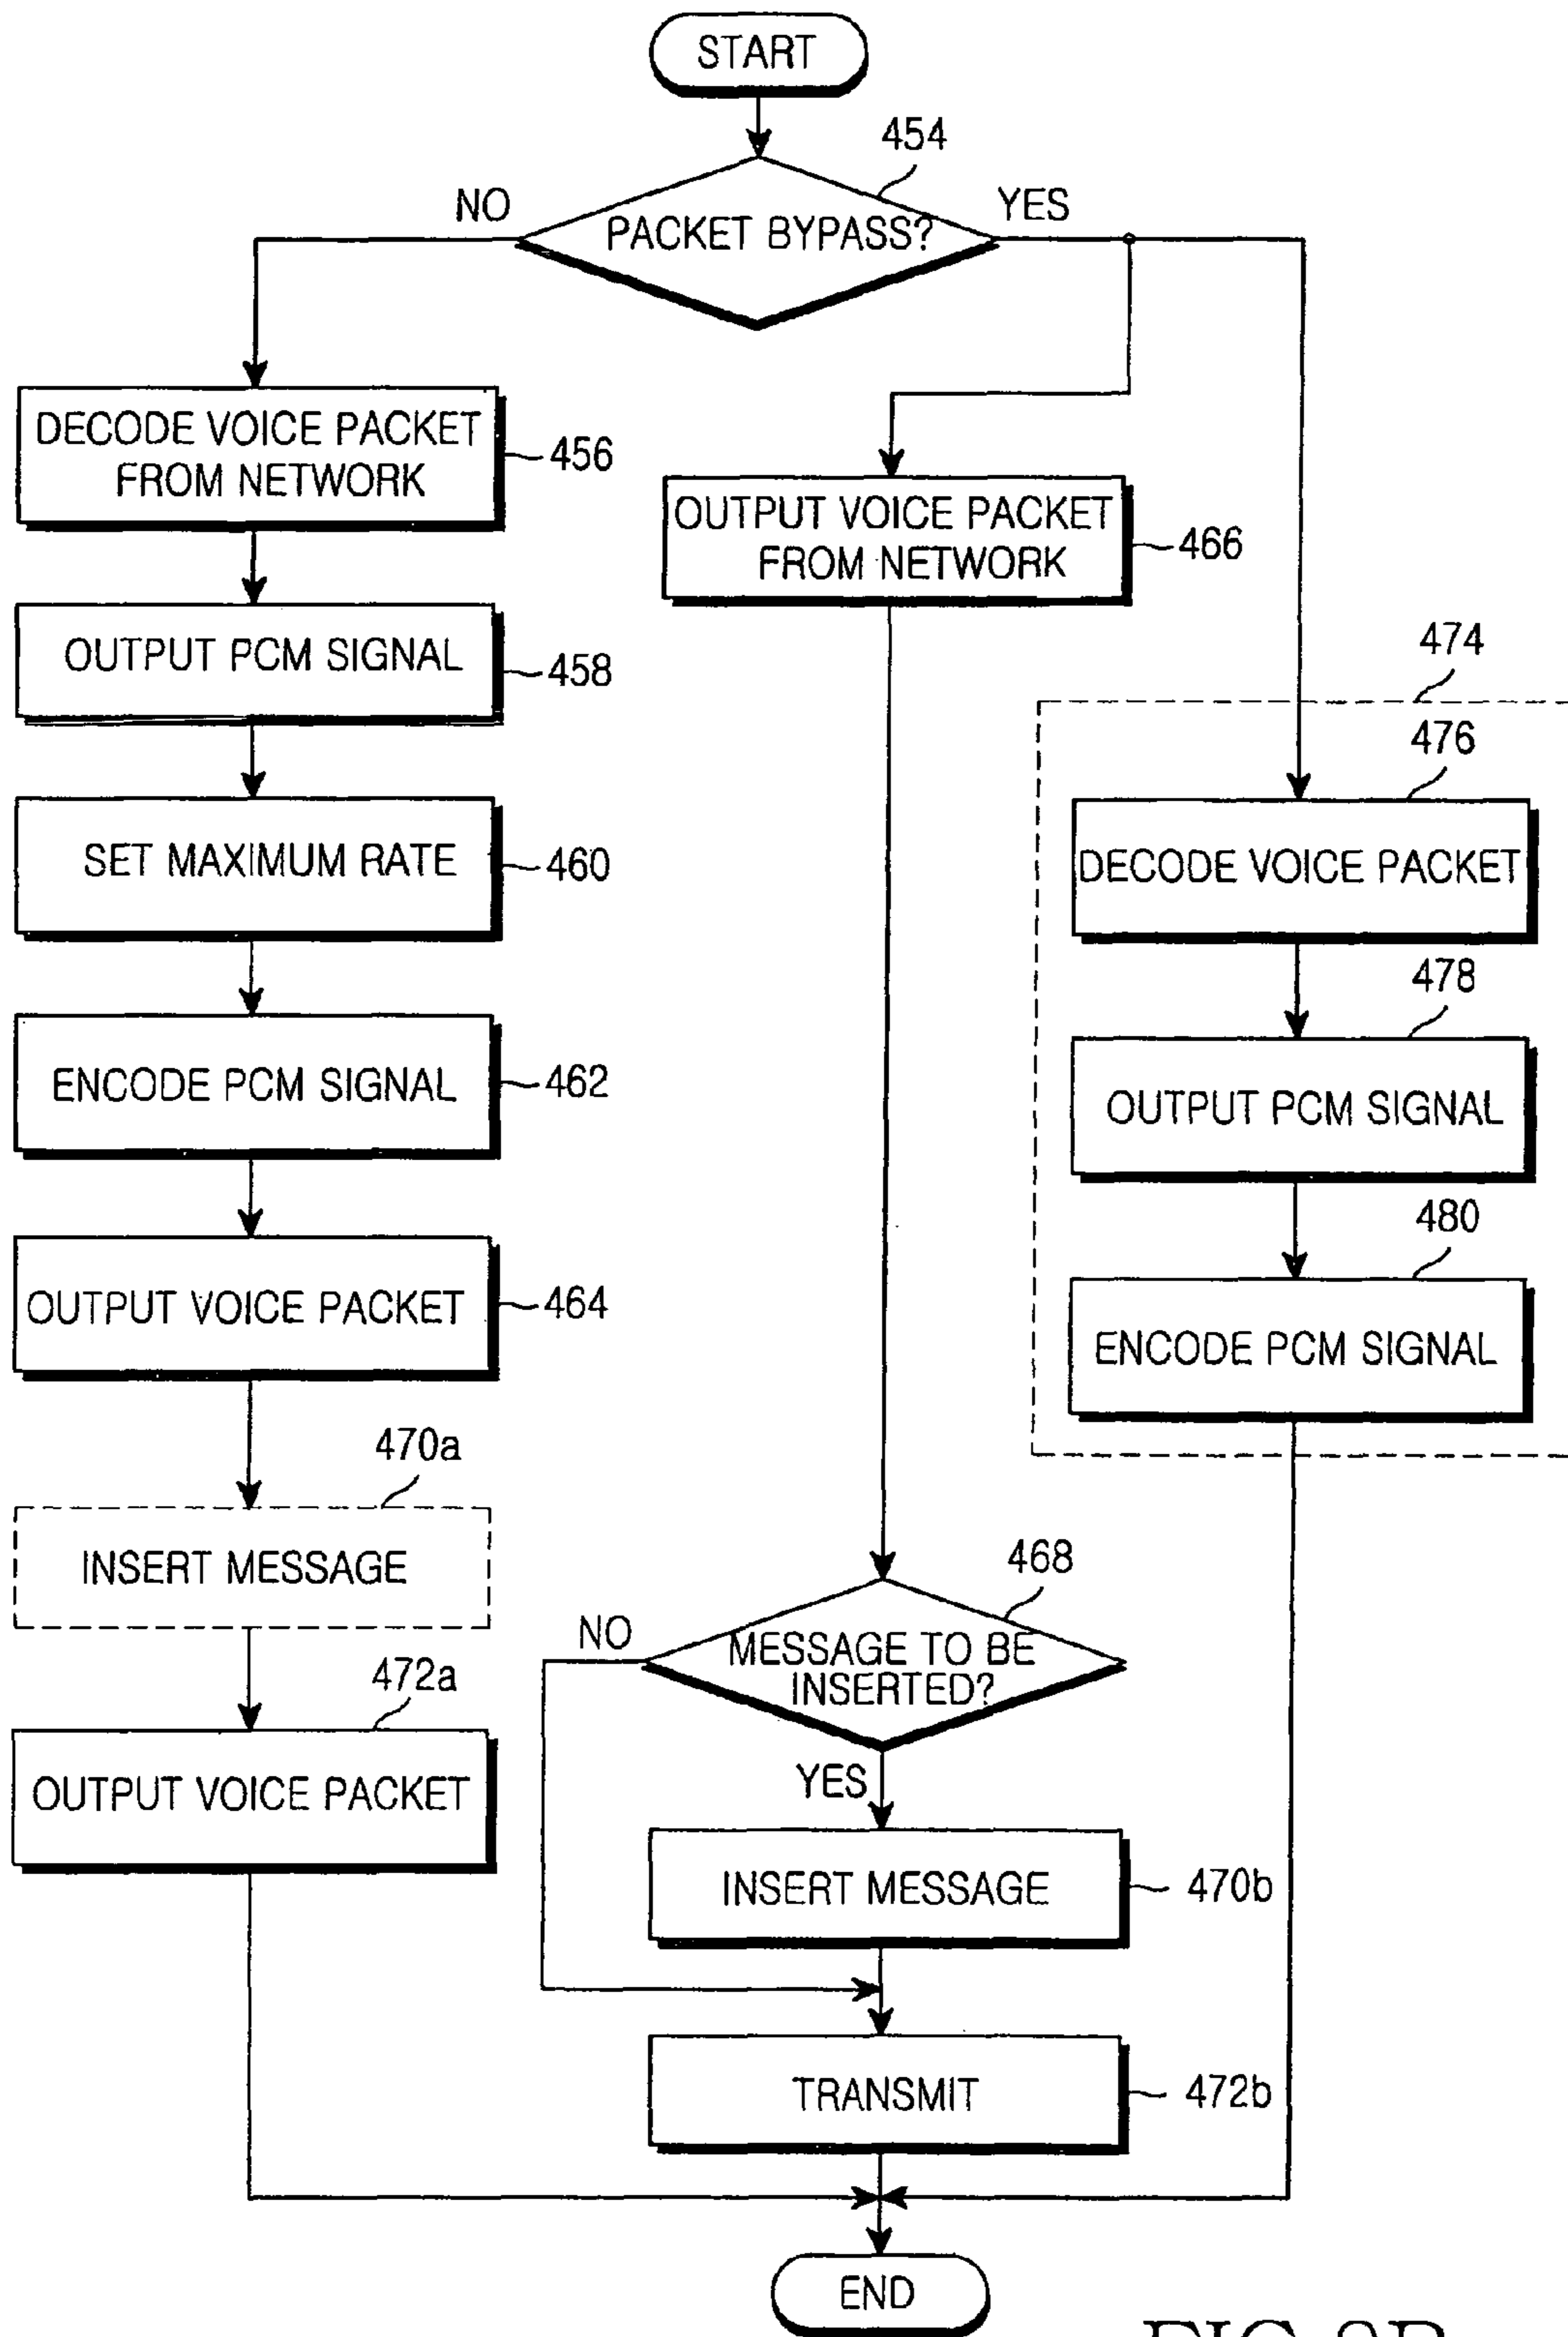 START
454
NO
YES
PACKET BYPASS?
DECODE VOICE PACKET
FROM NETWORK
456
OUTPUT VOICE PACKET
FROM NETWORK
466
OUTPUT PCM SIGNAL
458
474
476
SET MAXIMUM RATE
460
DECODE VOICE PACKET
478
ENCODE PCM SIGNAL
462
OUTPUT PCM SIGNAL
480
OUTPUT VOICE PACKET
464
ENCODE PCM SIGNAL
470a
INSERT MESSAGE
468
NO
MESSAGE TO BE
INSERTED?
472a
OUTPUT VOICE PACKET
YES
INSERT MESSAGE
470b
TRANSMIT
472b
END